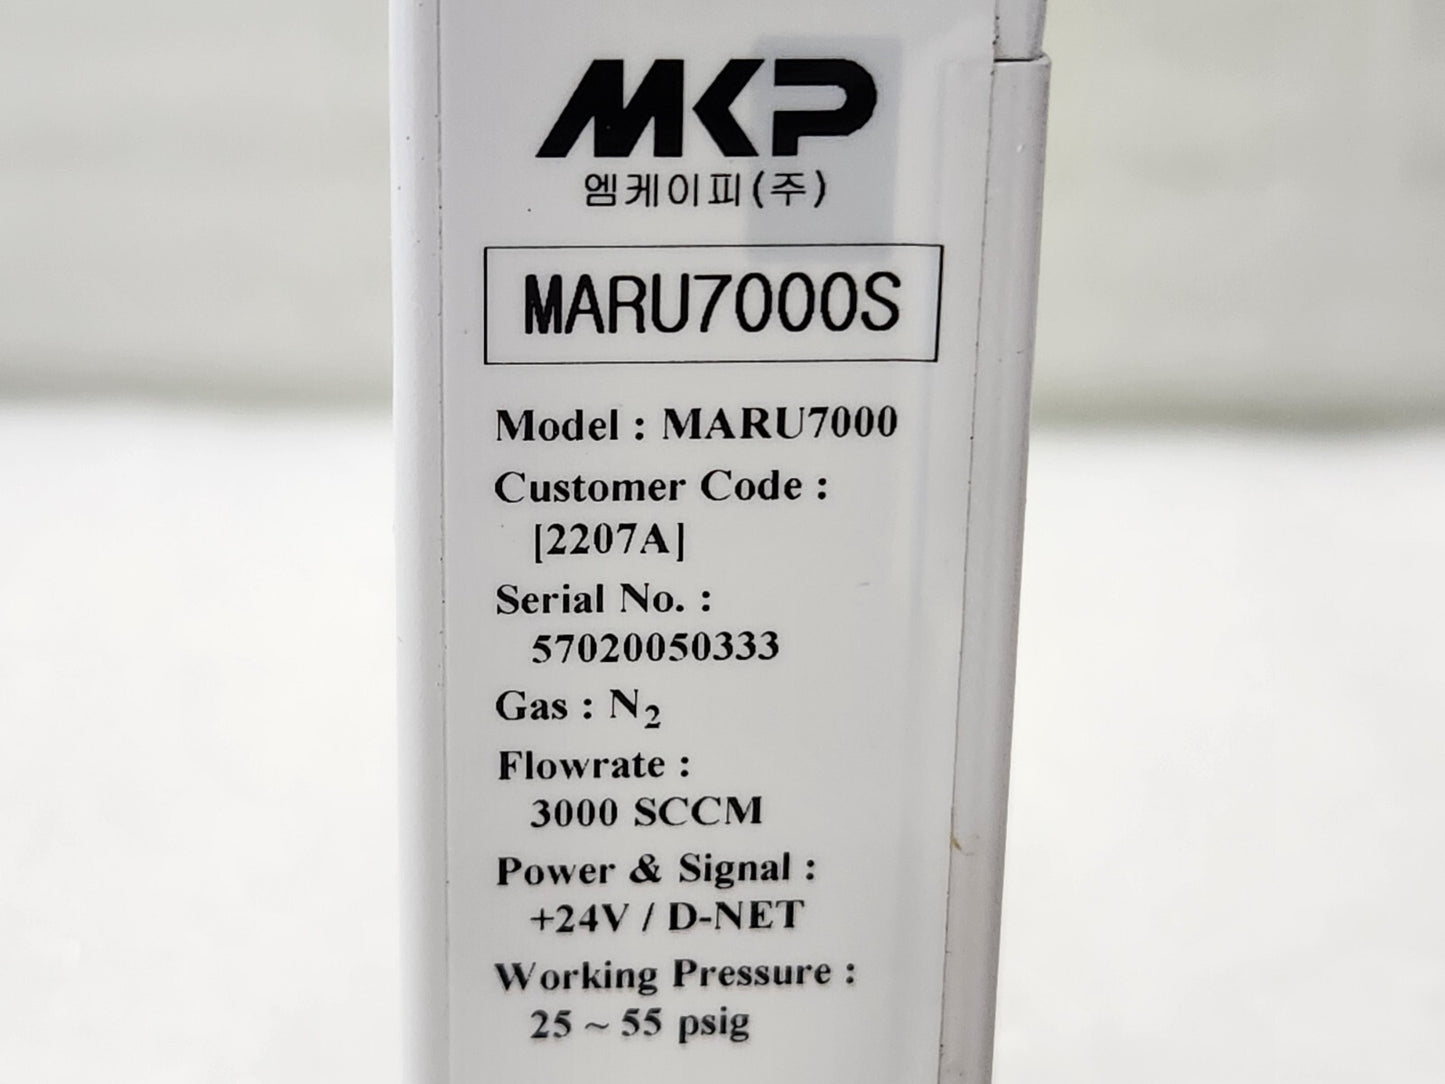 MKP
엠케이피(주)
MARU7000S
Model : MARU7000
Customer Code :
[2207A]
Serial No. :
57020050333
Gas : N₂
Flowrate :
3000 SCCM
Power & Signal :
+24V / D-NET
Working Pressure :
25 ~ 55 psig